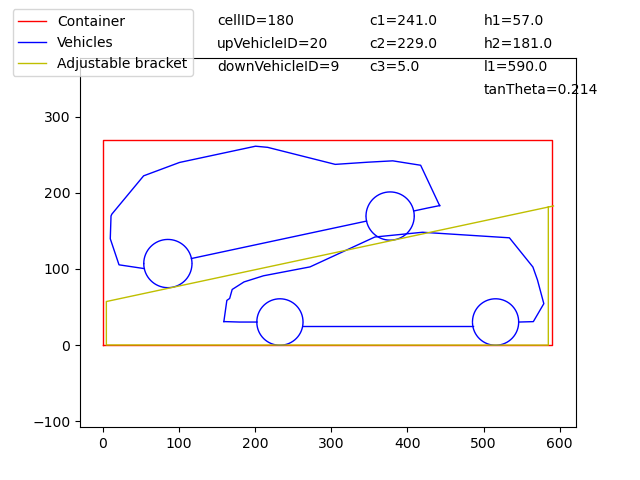 Container
Vehicles
Adjustable bracket
cellID=180
upVehicleID=20
downVehicleID=9
c1=241.0
c2=229.0
c3=5.0
h1=57.0
h2=181.0
l1=590.0
tanTheta=0.214
300
200
100
0
−100
0 100 200 300 400 500 600